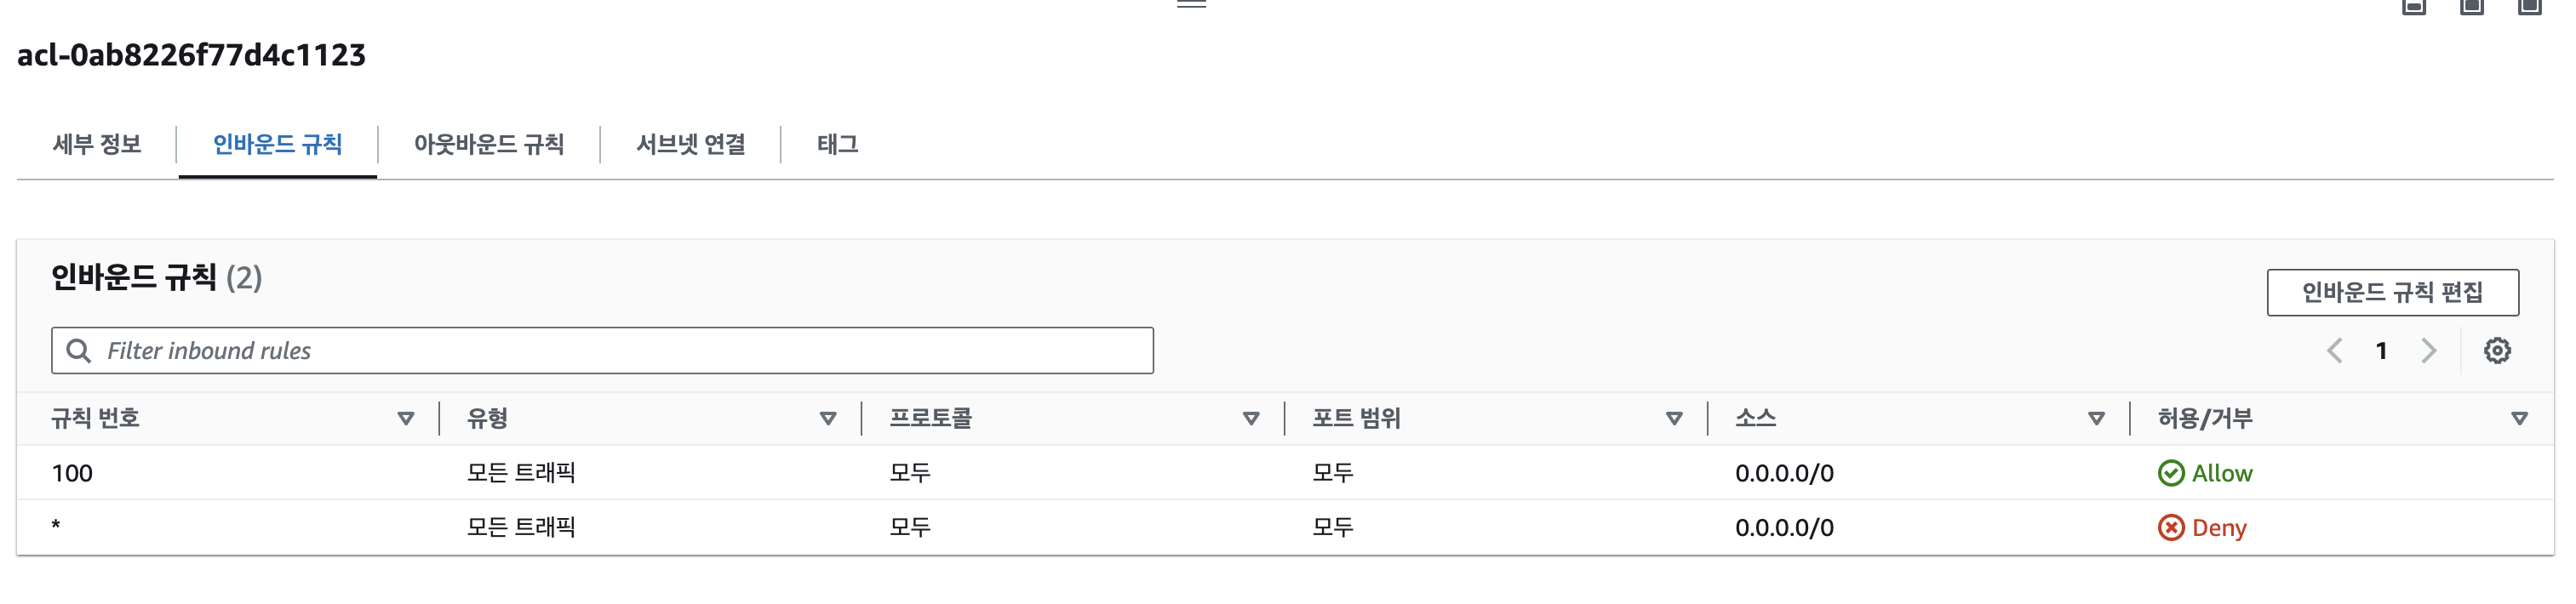 acl-0ab8226f77d4c1123
세부 정보 인바운드 규칙 아웃바운드 규칙 서브넷 연결 태그
인바운드 규칙 (2)
인바운드 규칙 편집
Filter inbound rules
1
규칙 번호 유형 프로토콜 포트 범위 소스 허용/거부
100 모든 트래픽 모두 모두 0.0.0.0/0 Allow
* 모든 트래픽 모두 모두 0.0.0.0/0 Deny